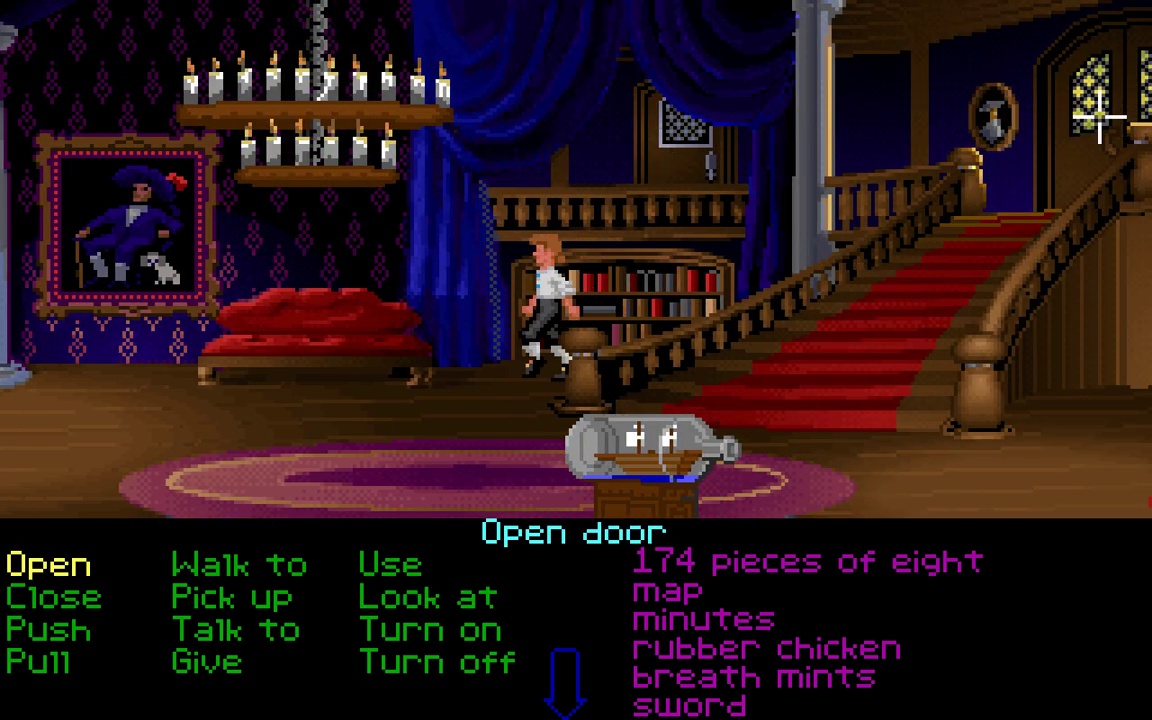 Open door
Open Walk to Use
Close Pick up Look at
Push Talk to Turn on
Pull Give Turn off
174 pieces of eight
map
minutes
rubber chicken
breath mints
sword